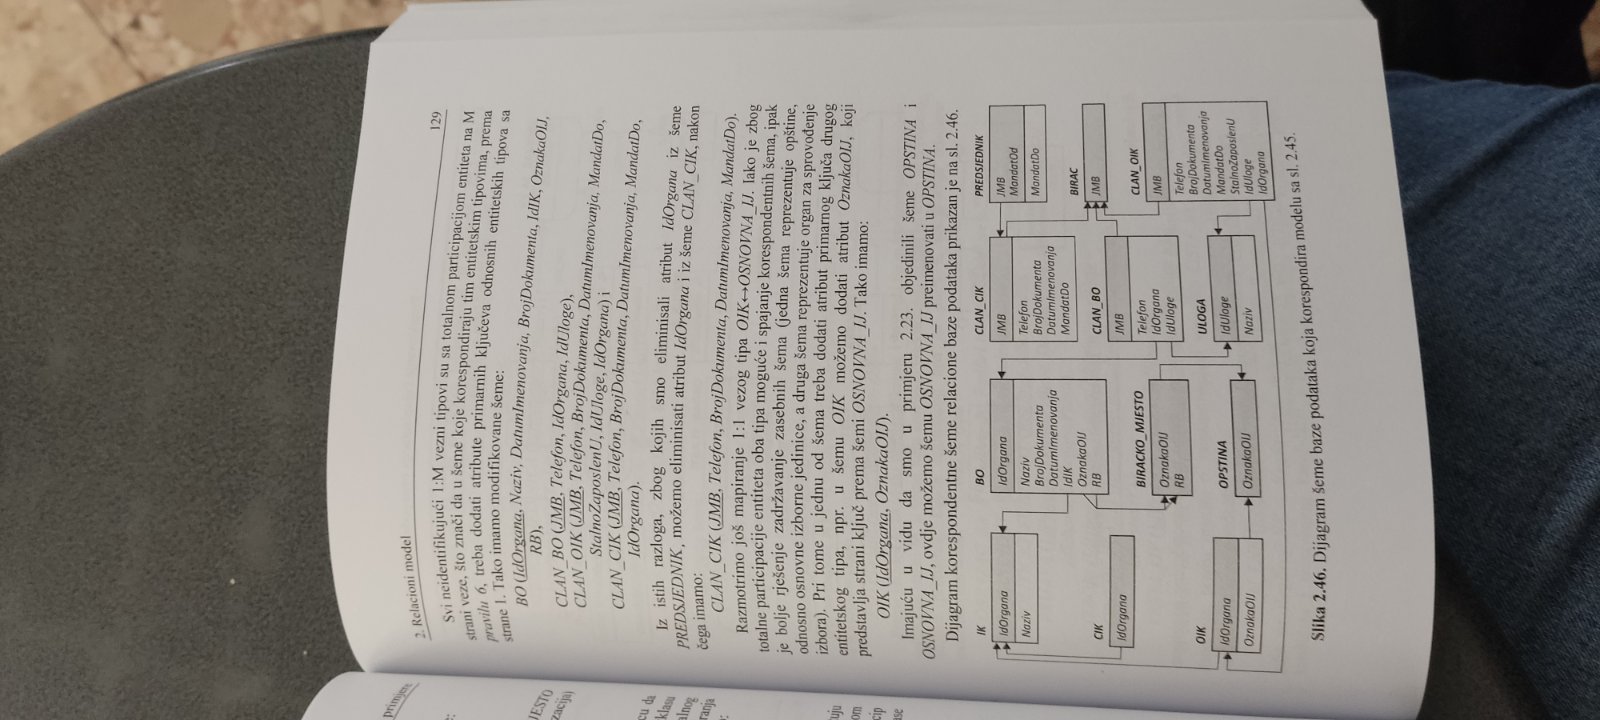 primjere
JESTO
zacija)
cu da
klasu
alnog
ranja
tuju
om
cip
ase
2. Relacioni model
129
Svi neidentifikujući 1:M vezni tipovi su sa totalnom participacijom entiteta na M
strani veze, što znači da u šeme koje korespondiraju tim entitetskim tipovima, prema
pravilu 6, treba dodati atribute primarnih ključeva odnosnih entitetskih tipova sa
strane 1. Tako imamo modifikovane šeme:
BO (IdOrgana, Naziv, DatumImenovanja, BrojDokumenta, IdIK, OznakaOIJ,
RB),
CLAN_BO (JMB, Telefon, IdOrgana, IdUloge),
CLAN_OIK (JMB, Telefon, BrojDokumenta, DatumImenovanja, MandatDo,
StalnoZaposlenU, IdUloge, IdOrgana) i
CLAN_CIK (JMB, Telefon, BrojDokumenta, DatumImenovanja, MandatDo,
IdOrgana).
Iz istih razloga, zbog kojih smo eliminisali atribut IdOrgana iz šeme
PREDSJEDNIK, možemo eliminisati atribut IdOrgana i iz šeme CLAN_CIK, nakon
čega imamo:
CLAN_CIK (JMB, Telefon, BrojDokumenta, DatumImenovanja, MandatDo).
Razmotrimo još mapiranje 1:1 vezog tipa OIK↔OSNOVNA_IJ. Iako je zbog
totalne participacije entiteta oba tipa moguće i spajanje korespondentnih šema, ipak
je bolje rješenje zadržavanje zasebnih šema (jedna šema reprezentuje opštine,
odnosno osnovne izborne jedinice, a druga šema reprezentuje organ za sprovođenje
izbora). Pri tome u jednu od šema treba dodati atribut primarnog ključa drugog
entitetskog tipa, npr. u šemu OIK možemo dodati atribut OznakaOIJ, koji
predstavlja strani ključ prema šemi OSNOVNA_IJ. Tako imamo:
OIK (IdOrgana, OznakaOIJ).
Imajuću u vidu da smo u primjeru 2.23. objedinili šeme OPSTINA i
OSNOVNA_IJ, ovdje možemo šemu OSNOVNA_IJ preimenovati u OPSTINA.
Dijagram korespondentne šeme relacione baze podataka prikazan je na sl. 2.46.
IK
IdOrgana
Naziv
CIK
IdOrgana
OIK
IdOrgana
OznakaOIJ
BO
IdOrgana
Naziv
BrojDokumenta
DatumImenovanja
IdIK
OznakaOIJ
RB
BIRACKO_MJESTO
OznakaOIJ
RB
OPSTINA
OznakaOIJ
CLAN_CIK
JMB
Telefon
BrojDokumenta
DatumImenovanja
MandatDo
CLAN_BO
JMB
Telefon
IdOrgana
IdUloge
ULOGA
IdUloge
Naziv
PREDSJEDNIK
JMB
MandatOd
MandatDo
BIRAC
JMB
CLAN_OIK
JMB
Telefon
BrojDokumenta
DatumImenovanja
MandatDo
StalnoZaposlenU
IdUloge
IdOrgana
Slika 2.46. Dijagram šeme baze podataka koja korespondira modelu sa sl. 2.45.